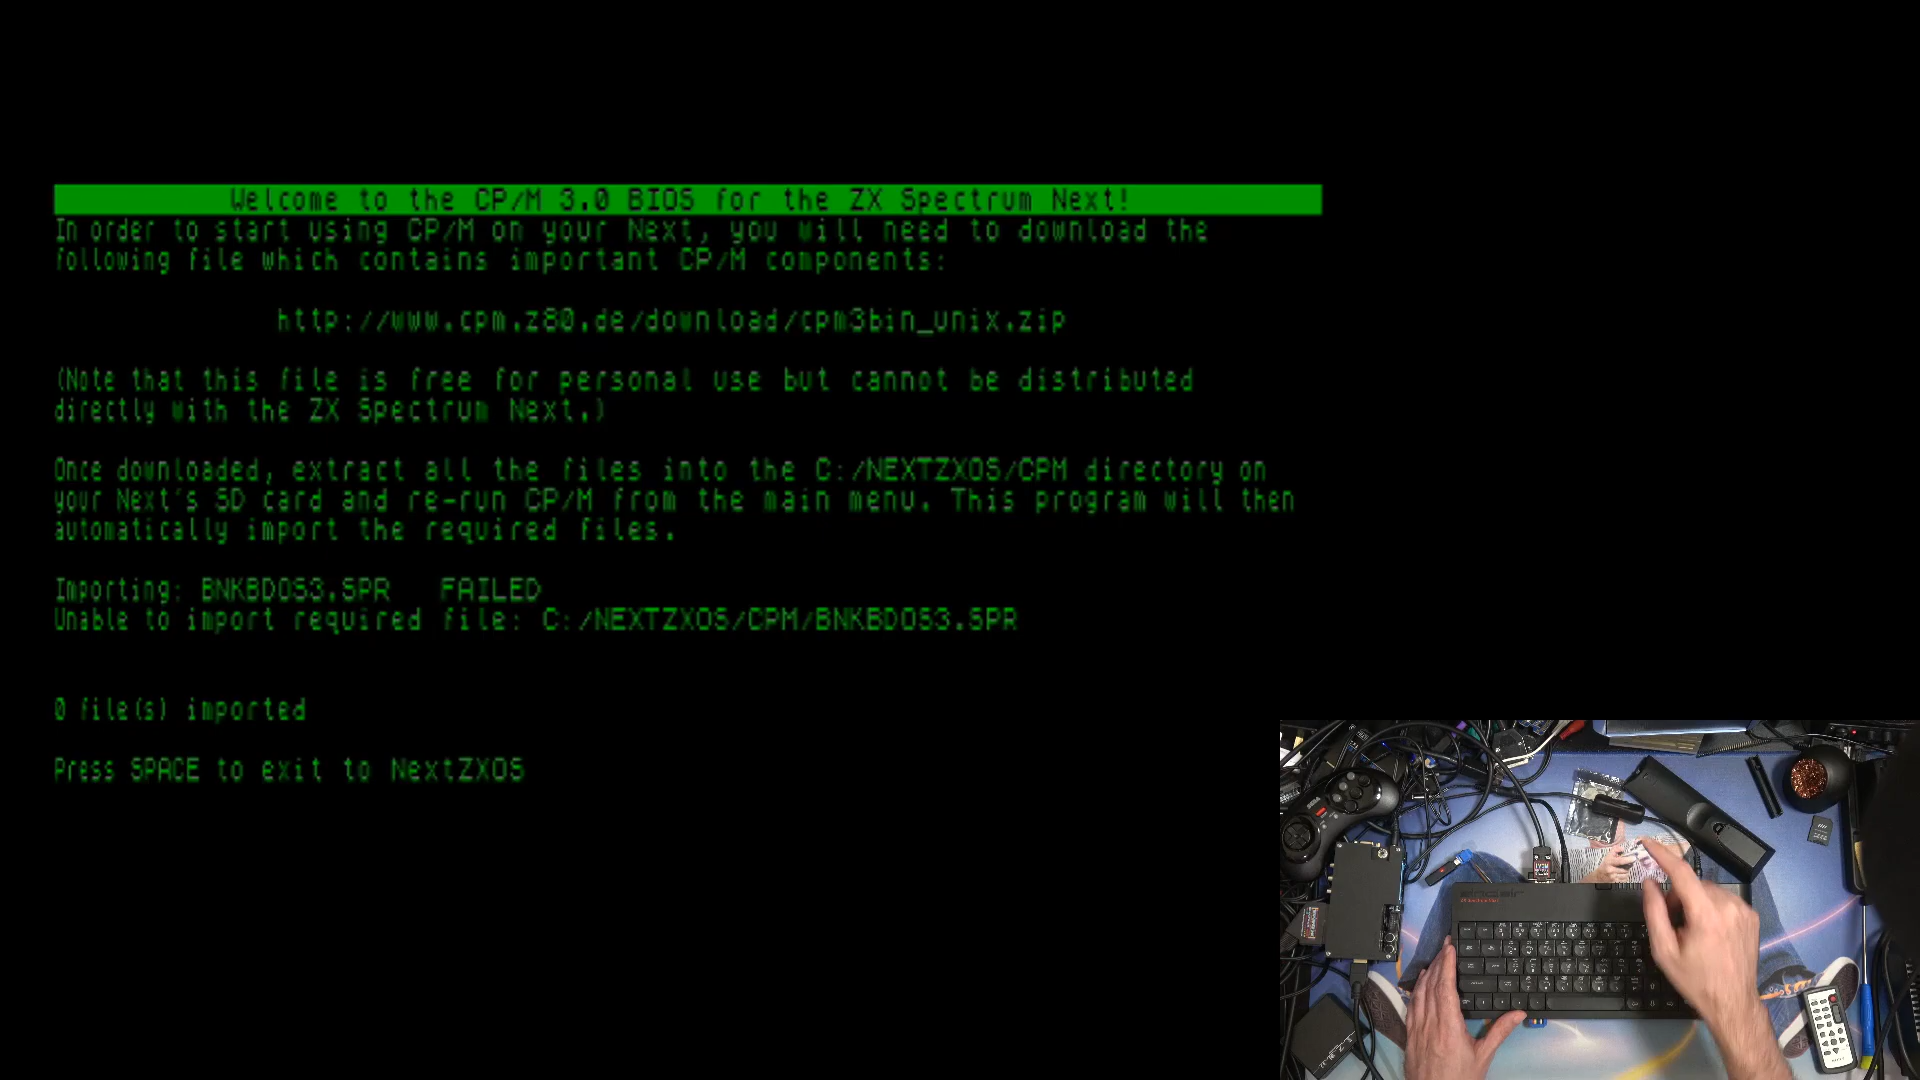 Welcome to the CP/M 3.0 BIOS for the ZX Spectrum Next!
In order to start using CP/M on your Next, you will need to download the
following file which contains important CP/M components:
http://www.cpm.z80.de/download/cpm3bin_unix.zip
(Note that this file is free for personal use but cannot be distributed
directly with the ZX Spectrum Next.)
Once downloaded, extract all the files into the C:/NEXTZXOS/CPM directory on
your Next's SD card and re-run CP/M from the main menu. This program will then
automatically import the required files.
Importing: BNKBDOS3.SPR FAILED
Unable to import required file: C:/NEXTZXOS/CPM/BNKBDOS3.SPR
0 file(s) imported
Press SPACE to exit to NextZXOS